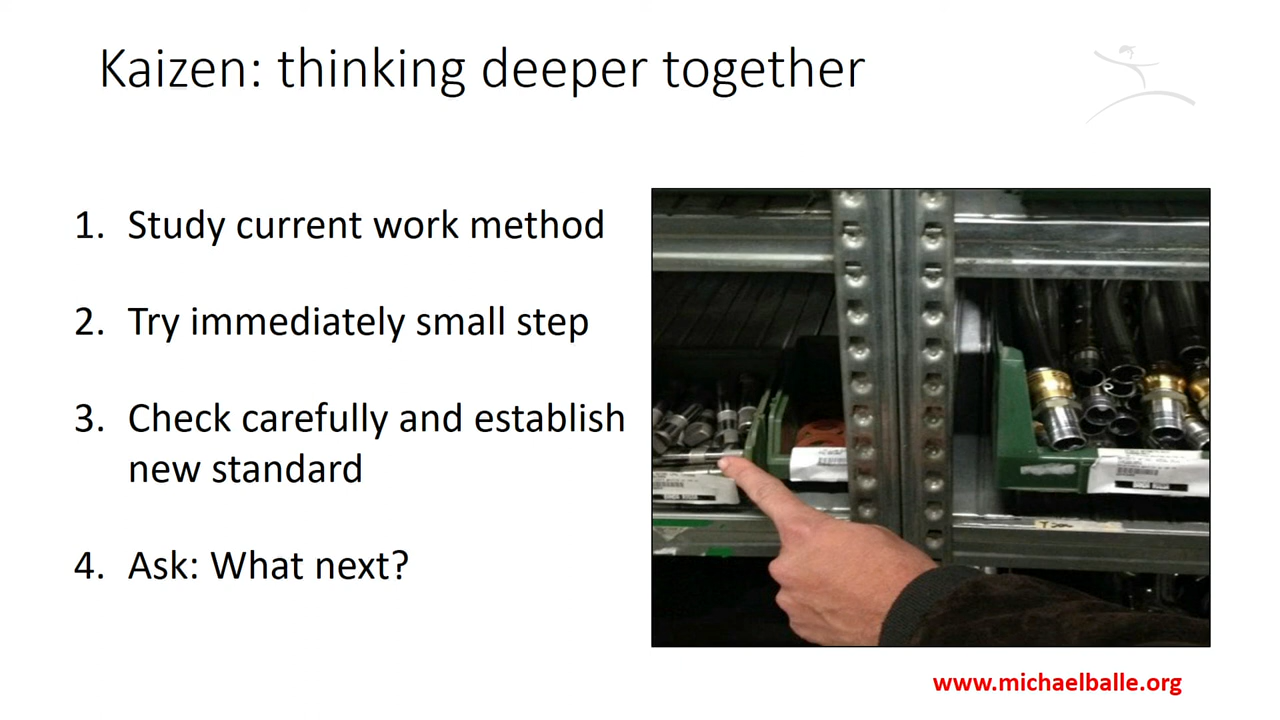 Kaizen: thinking deeper together
1. Study current work method
2. Try immediately small step
3. Check carefully and establish
new standard
4. Ask: What next?
www.michaelballe.org